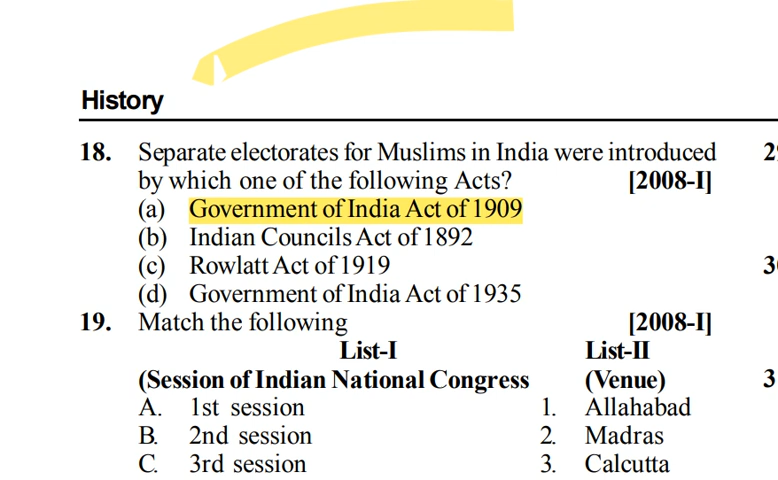 History
18. Separate electorates for Muslims in India were introduced
by which one of the following Acts? [2008-I]
(a) Government of India Act of 1909
(b) Indian Councils Act of 1892
(c) Rowlatt Act of 1919
(d) Government of India Act of 1935
19. Match the following [2008-I]
List-I List-II
(Session of Indian National Congress (Venue)
A. 1st session 1. Allahabad
B. 2nd session 2. Madras
C. 3rd session 3. Calcutta